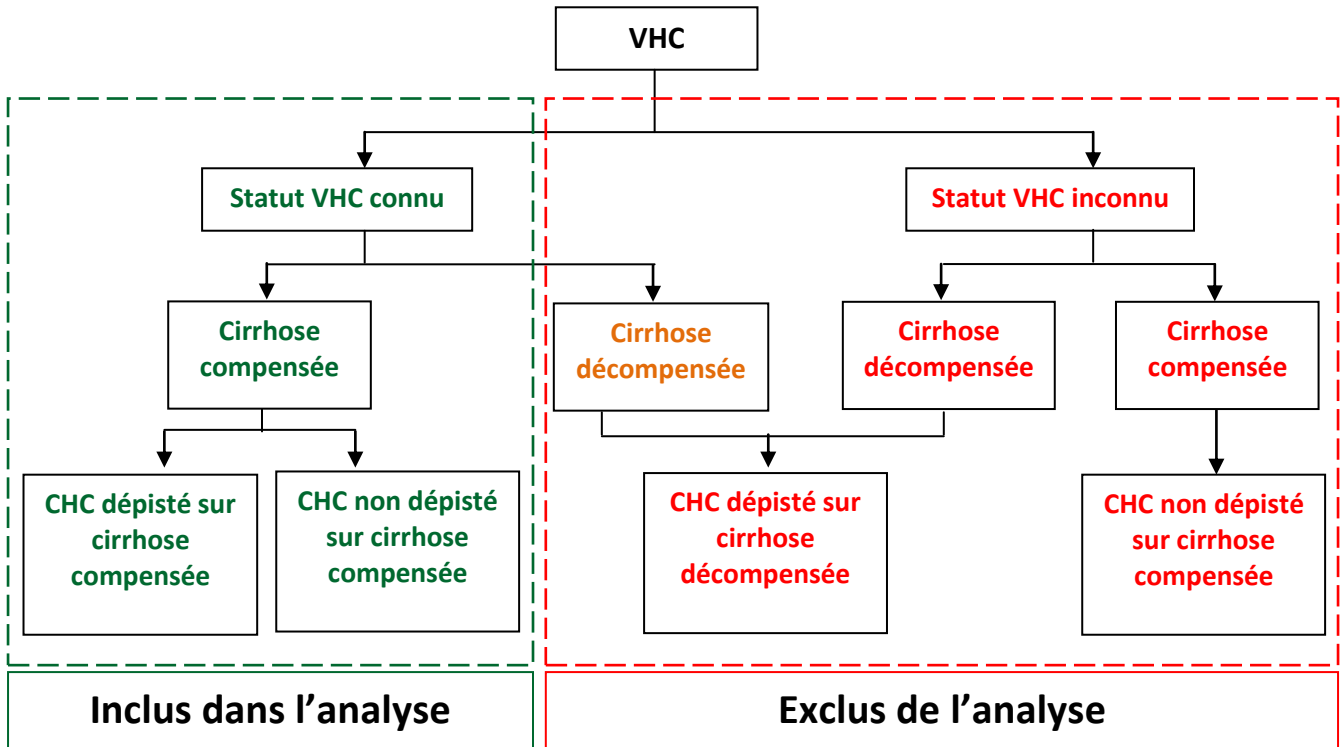 VHC
Statut VHC connu
Statut VHC inconnu
Cirrhose
compensée
Cirrhose
décompensée
Cirrhose
décompensée
Cirrhose
compensée
CHC dépisté sur
cirrhose
compensée
CHC non dépisté
sur cirrhose
compensée
CHC dépisté sur
cirrhose
décompensée
CHC non dépisté
sur cirrhose
compensée
Inclus dans l’analyse
Exclus de l’analyse